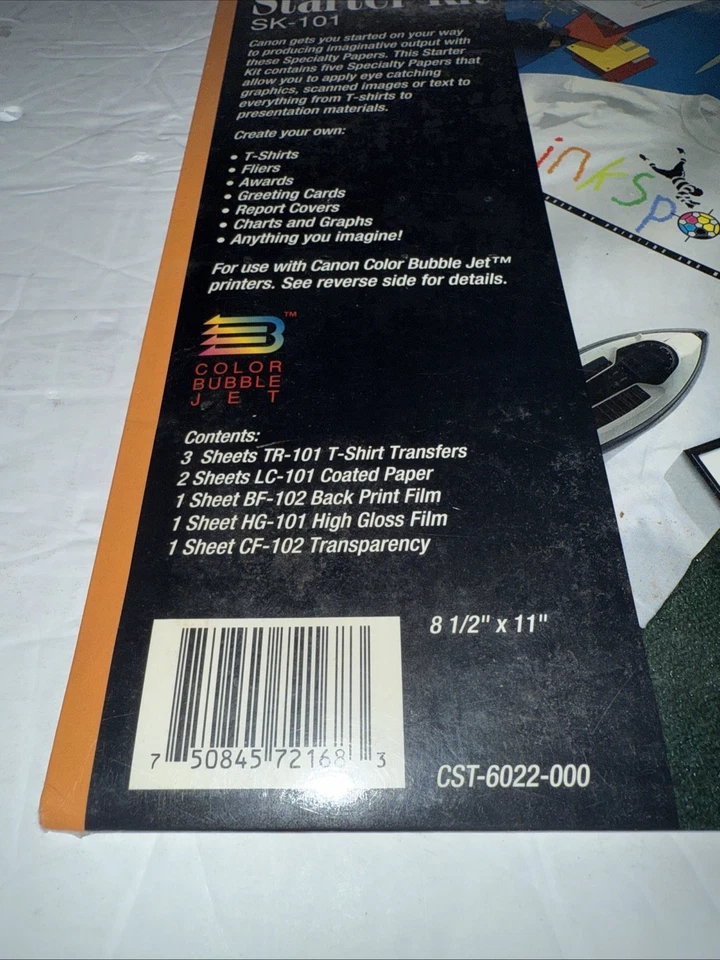 Starter Kit
SK-101
Canon gets you started on your way
to producing imaginative output with
these Specialty Papers. This Starter
Kit contains five Specialty Papers that
allow you to apply eye catching
graphics, scanned images or text to
everything from T-shirts to
presentation materials.
Create your own:
• T-Shirts
• Fliers
• Awards
• Greeting Cards
• Report Covers
• Charts and Graphs
• Anything you imagine!
For use with Canon Color Bubble Jet™
printers. See reverse side for details.
™
COLOR
BUBBLE
JET
Contents:
3 Sheets TR-101 T-Shirt Transfers
2 Sheets LC-101 Coated Paper
1 Sheet BF-102 Back Print Film
1 Sheet HG-101 High Gloss Film
1 Sheet CF-102 Transparency
8 1/2" x 11"
7 50845 72168 3
CST-6022-000
inksp